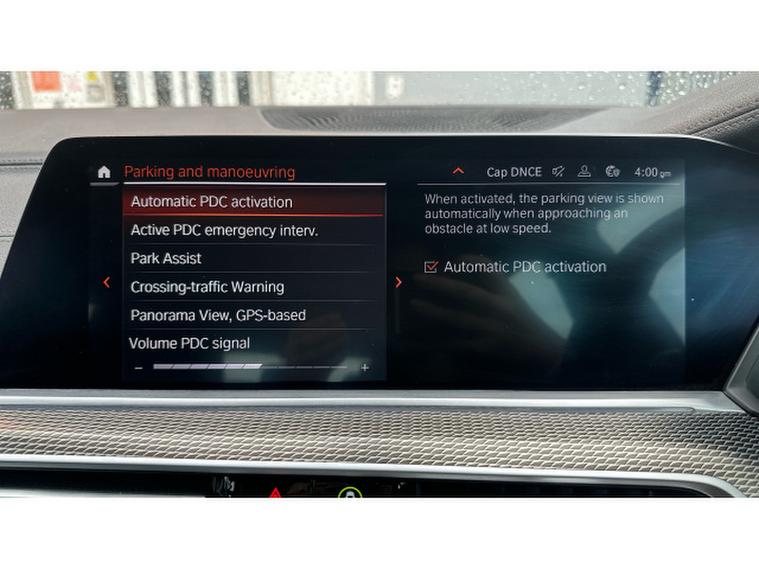 Parking and manoeuvring
Cap DNCE 4:00 pm
Automatic PDC activation
Active PDC emergency interv.
Park Assist
Crossing-traffic Warning
Panorama View, GPS-based
Volume PDC signal
- +
When activated, the parking view is shown
automatically when approaching an
obstacle at low speed.
Automatic PDC activation